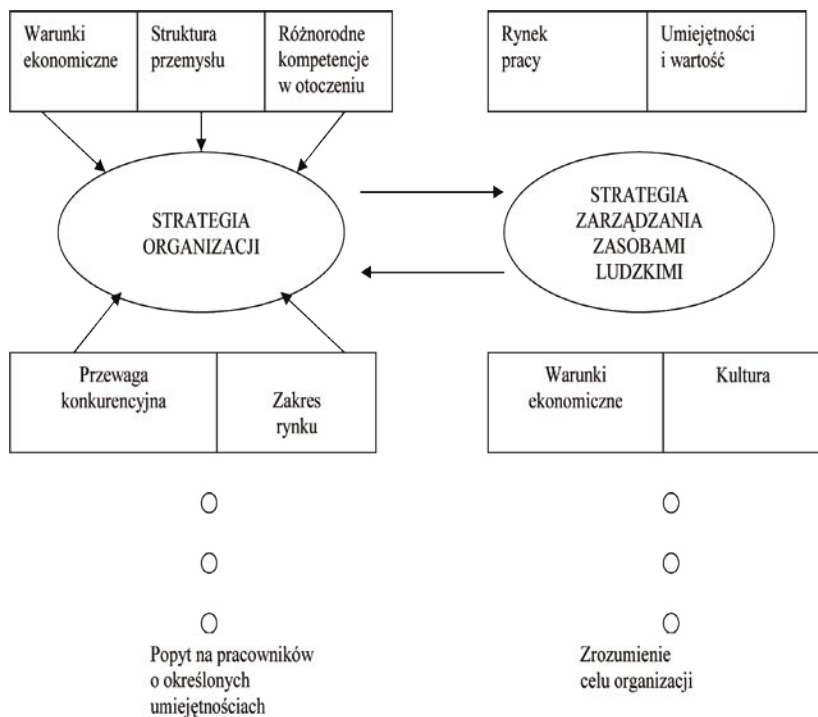 Warunki
ekonomiczne
Struktura
przemysłu
Różnorodne
kompetencje
w otoczeniu
Rynek
pracy
Umiejętności
i wartość
STRATEGIA
ORGANIZACJI
STRATEGIA
ZARZĄDZANIA
ZASOBAMI
LUDZKIMI
Przewaga
konkurencyjna
Zakres
rynku
Warunki
ekonomiczne
Kultura
Popyt na pracowników
o określonych
umiejętnościach
Zrozumienie
celu organizacji